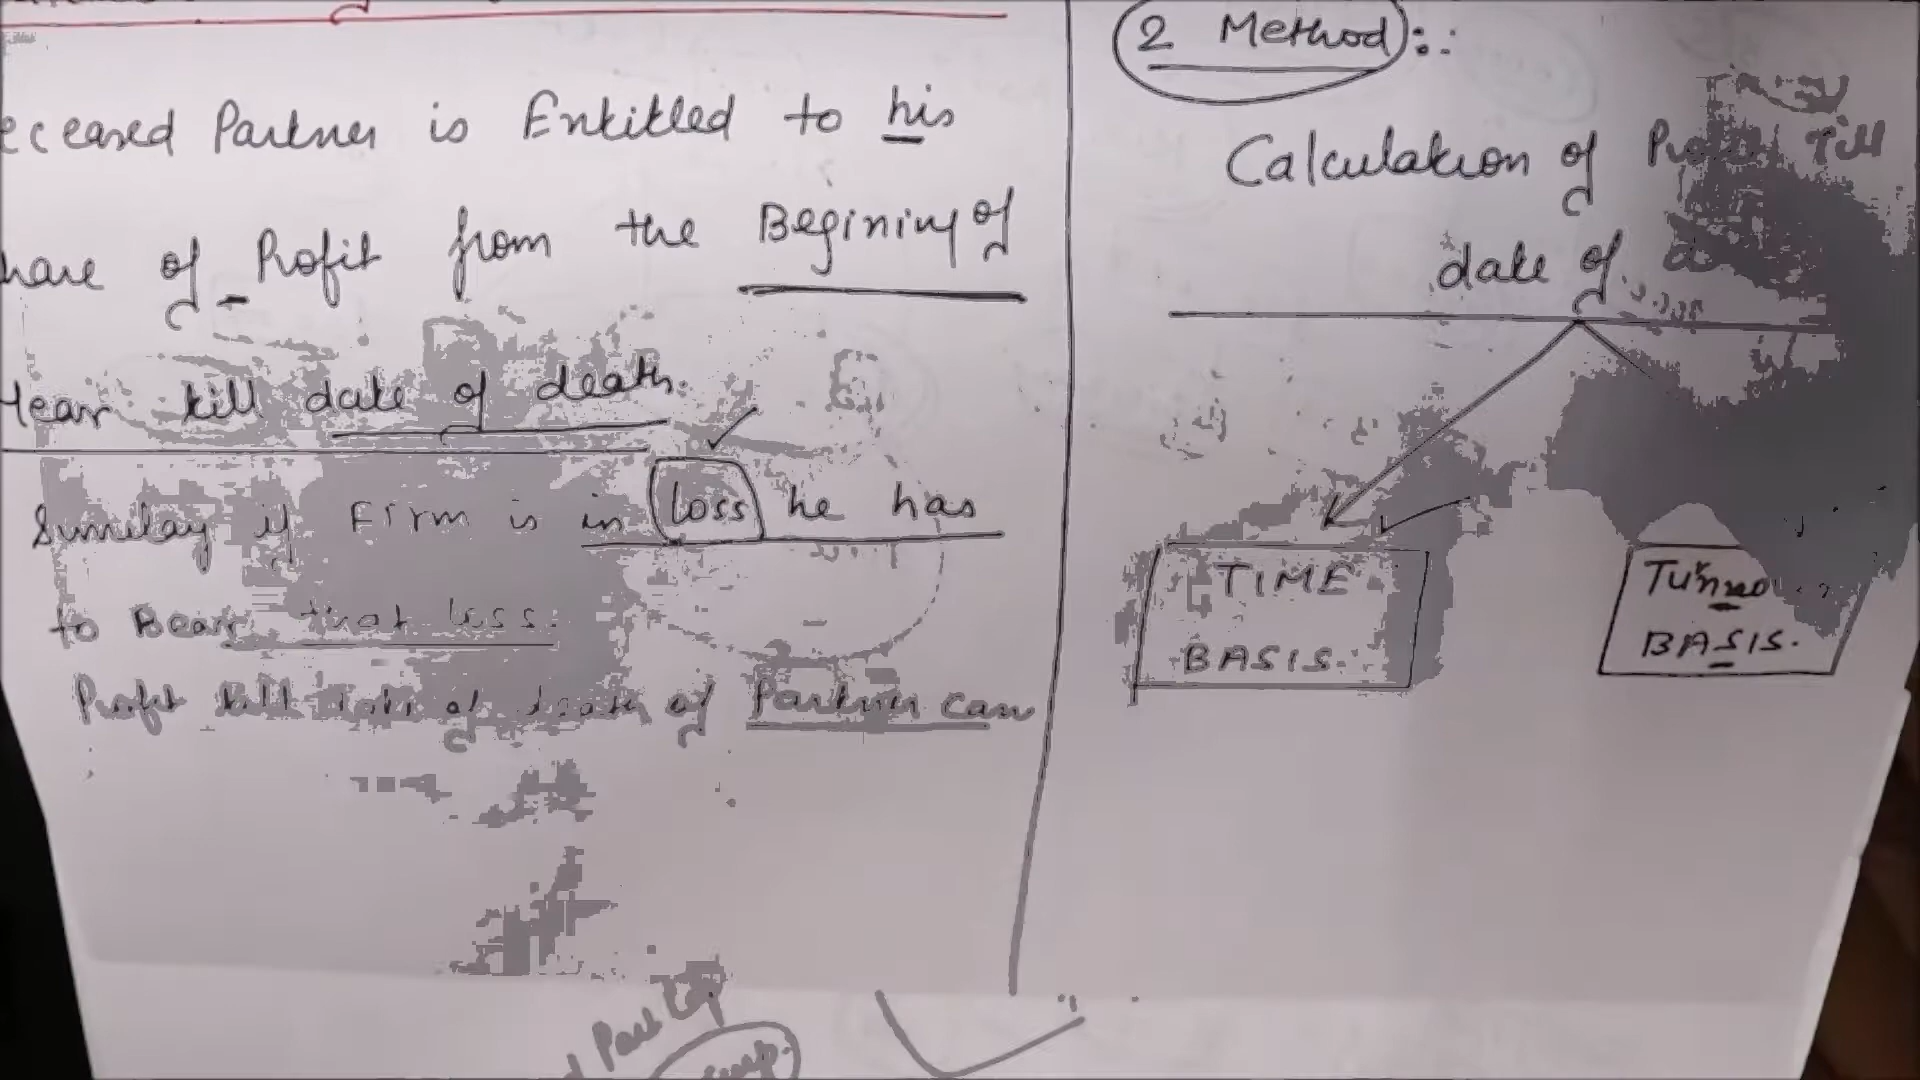 eceased Partner is Entitled to his
hare of Profit from the Begining of
Year till date of death.
Sumilay if Firm is in loss he has
to Bear that loss.
Profit till date of death of Partner can
2 Method :-
Calculation of Profit Till
date of
TIME
BASIS.
BASIS.